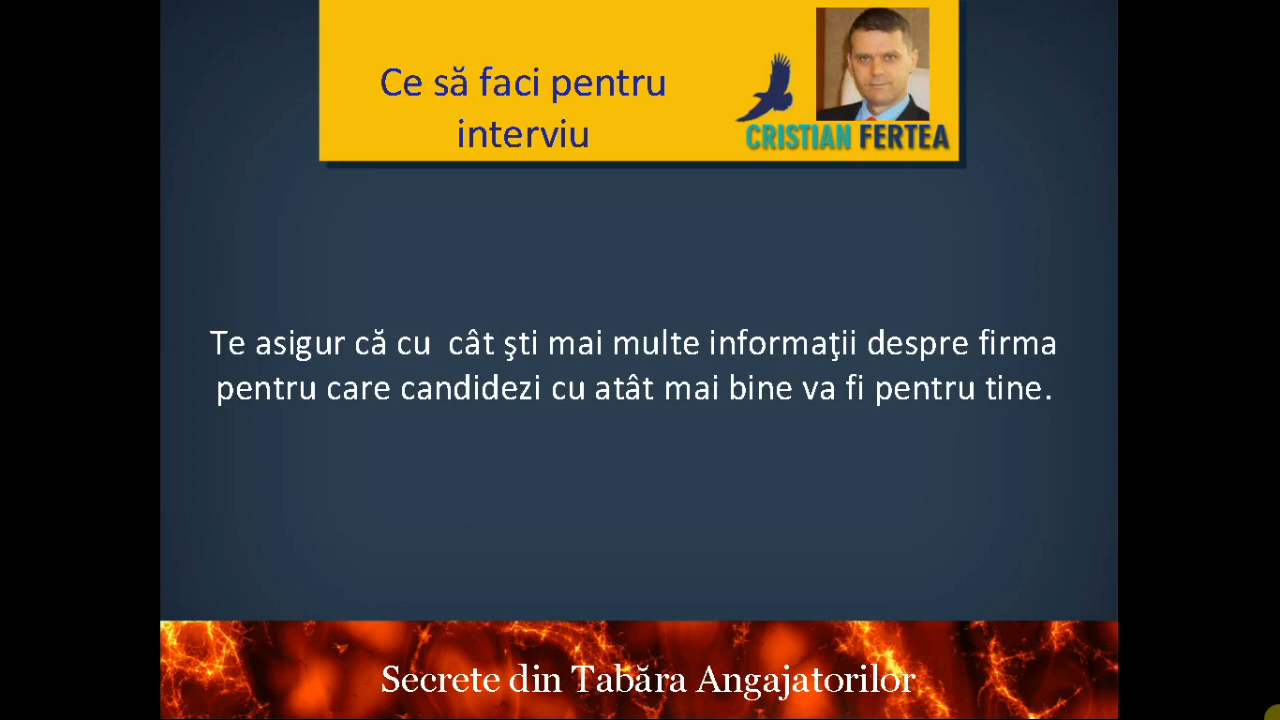 Ce să faci pentru
interviu
CRISTIAN FERTEA
Te asigur că cu  cât şti mai multe informaţii despre firma
pentru care candidezi cu atât mai bine va fi pentru tine.
Secrete din Tabăra Angajatorilor